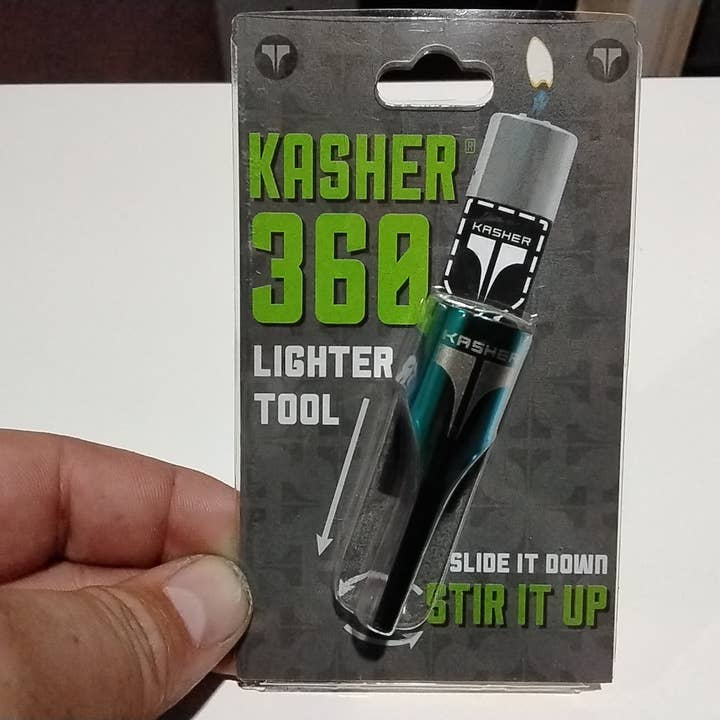 KASHER®
360
LIGHTER
TOOL
KASHER
KASHER
SLIDE IT DOWN
STIR IT UP